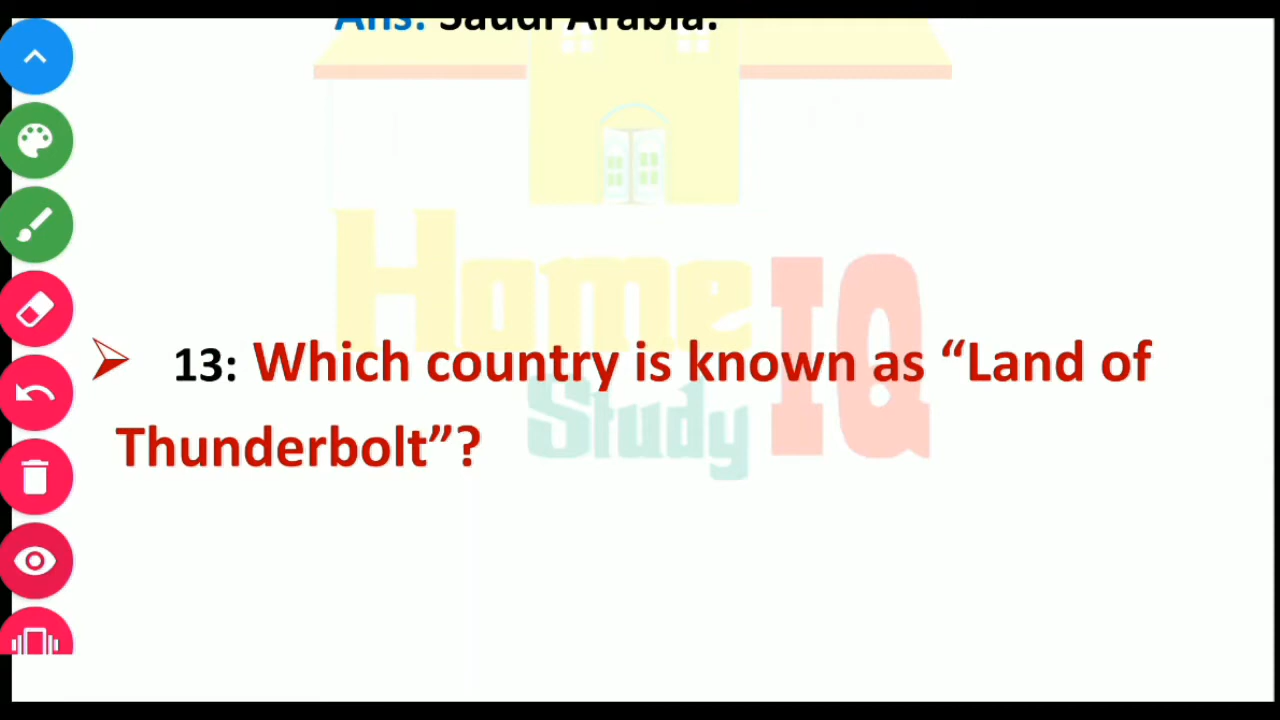 Ans: Saudi Arabia.
Home IQ
Study
13: Which country is known as “Land of
Thunderbolt”?